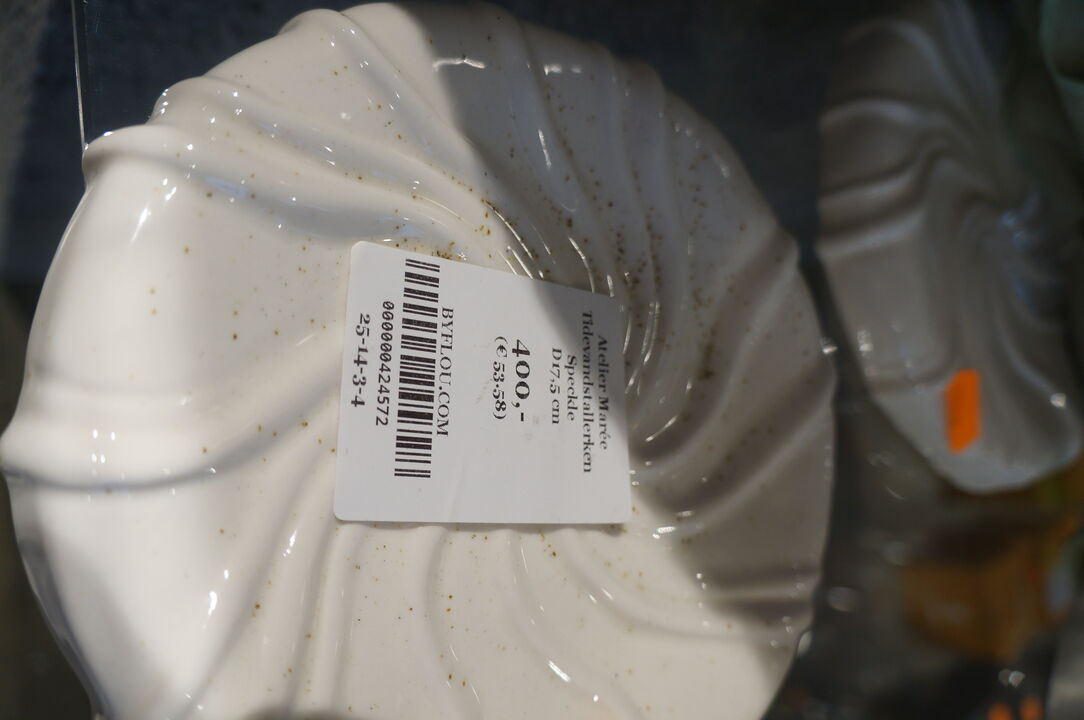 Atelier Marée
Tidevandstallerken
Speckle
D17,5 cm
400,-
(€ 53.58)
BYFLOU.COM
000000424572
25-14-3-4